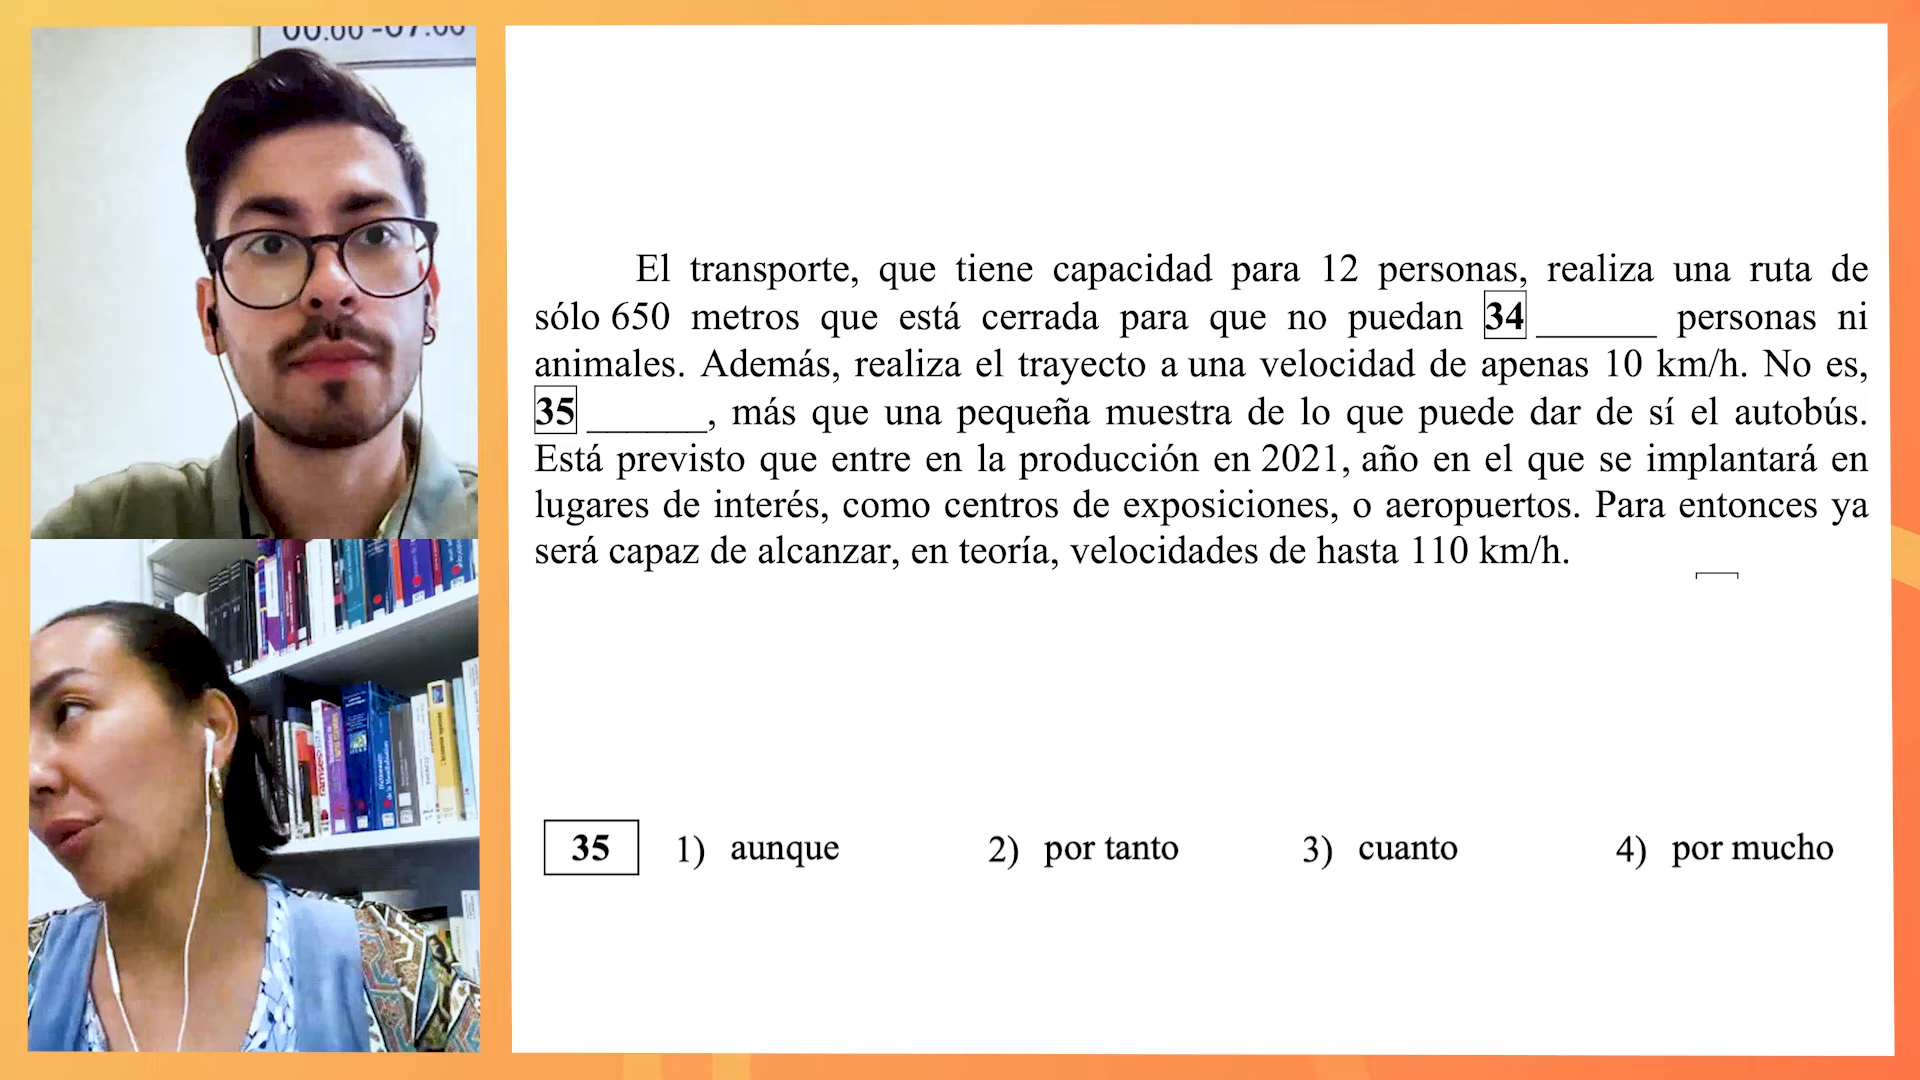 El transporte, que tiene capacidad para 12 personas, realiza una ruta de
sólo 650 metros que está cerrada para que no puedan 34 ______ personas ni
animales. Además, realiza el trayecto a una velocidad de apenas 10 km/h. No es,
35 ______, más que una pequeña muestra de lo que puede dar de sí el autobús.
Está previsto que entre en la producción en 2021, año en el que se implantará en
lugares de interés, como centros de exposiciones, o aeropuertos. Para entonces ya
será capaz de alcanzar, en teoría, velocidades de hasta 110 km/h.
35 1) aunque 2) por tanto 3) cuanto 4) por mucho